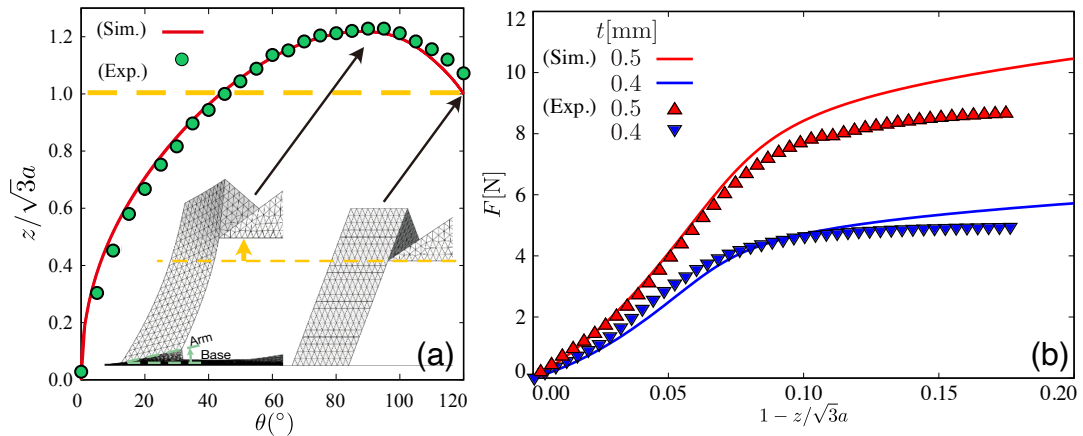 (Sim.)
(Exp.)
z/√3a
1.2
1.0
0.8
0.6
0.4
0.2
0.0
0
20
40
60
80
100
120
θ(°)
Arm
Base
(a)
t[mm]
(Sim.) 0.5
0.4
(Exp.) 0.5
0.4
F[N]
12
10
8
6
4
2
0
0.00
0.05
0.10
0.15
0.20
1 − z/√3a
(b)